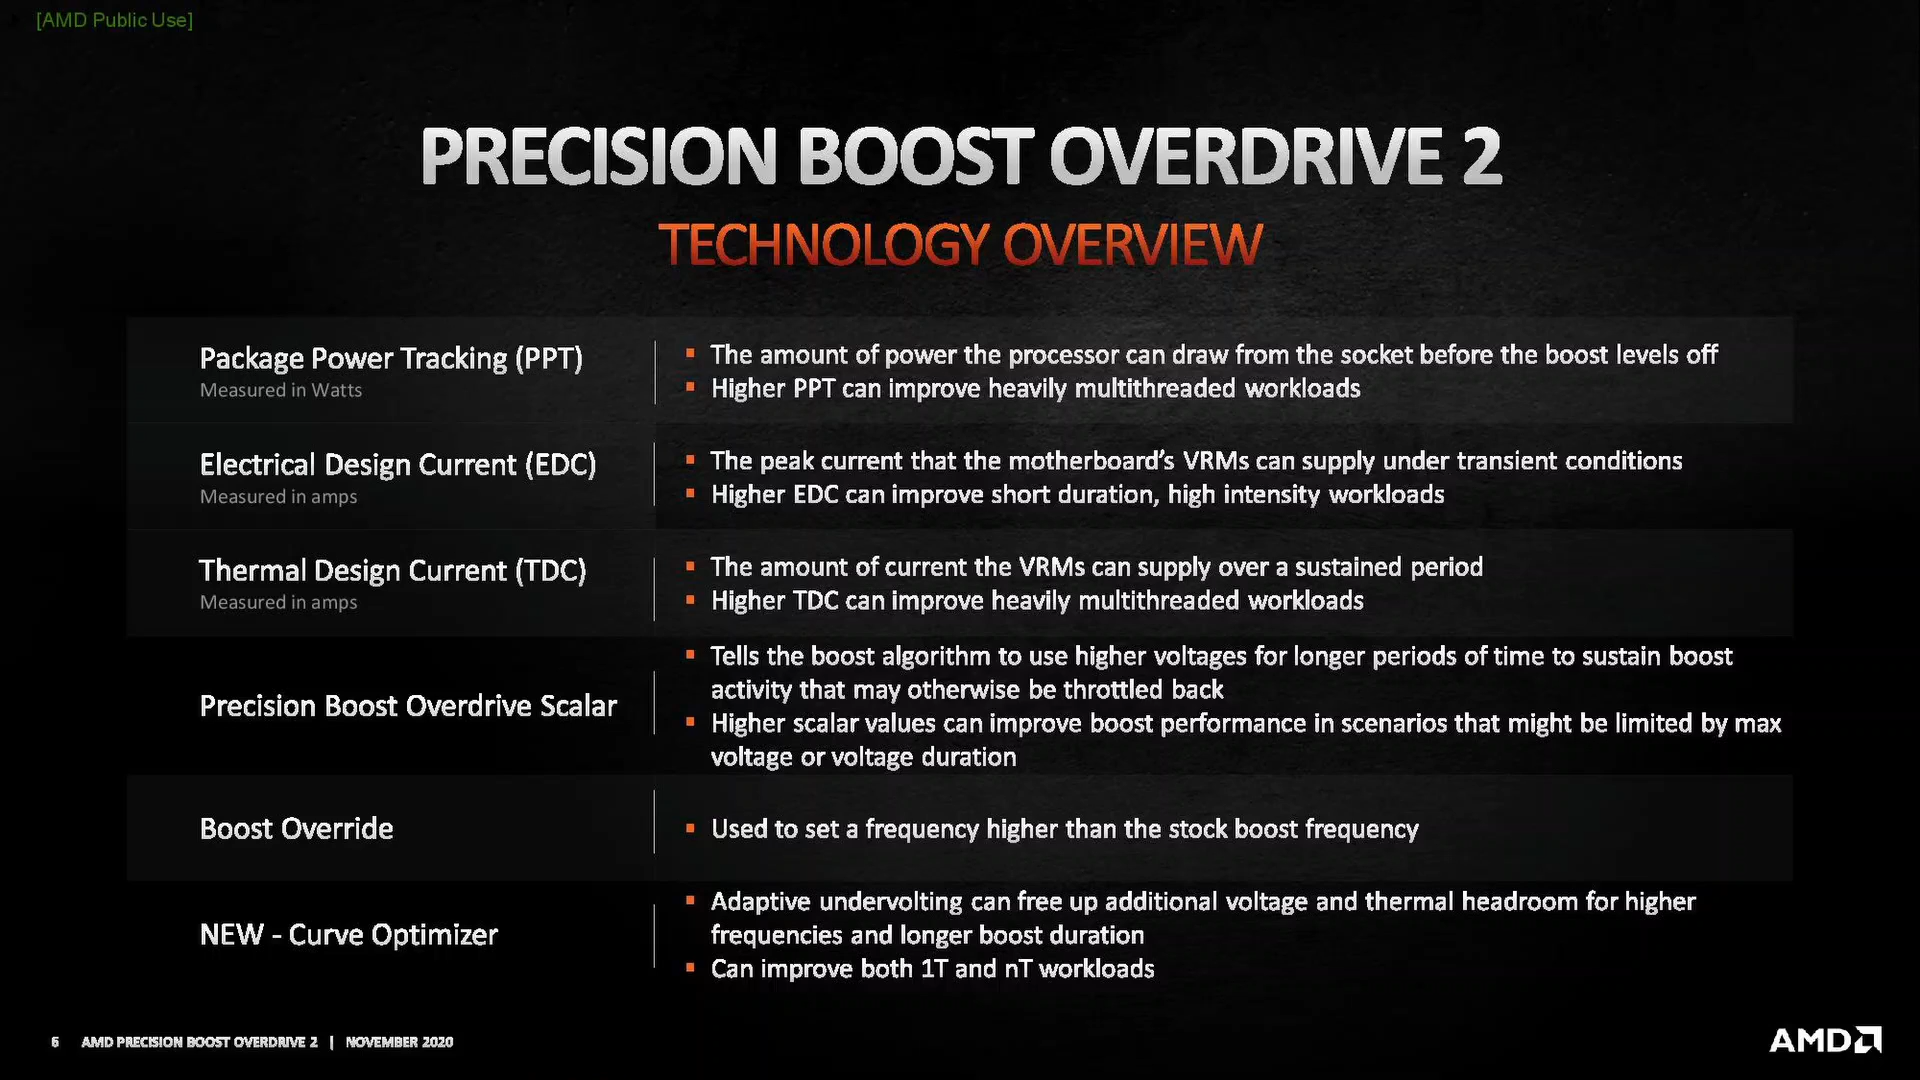 [AMD Public Use]
PRECISION BOOST OVERDRIVE 2
TECHNOLOGY OVERVIEW
Package Power Tracking (PPT)
Measured in Watts
▪ The amount of power the processor can draw from the socket before the boost levels off
▪ Higher PPT can improve heavily multithreaded workloads
Electrical Design Current (EDC)
Measured in amps
▪ The peak current that the motherboard’s VRMs can supply under transient conditions
▪ Higher EDC can improve short duration, high intensity workloads
Thermal Design Current (TDC)
Measured in amps
▪ The amount of current the VRMs can supply over a sustained period
▪ Higher TDC can improve heavily multithreaded workloads
Precision Boost Overdrive Scalar
▪ Tells the boost algorithm to use higher voltages for longer periods of time to sustain boost
activity that may otherwise be throttled back
▪ Higher scalar values can improve boost performance in scenarios that might be limited by max
voltage or voltage duration
Boost Override
▪ Used to set a frequency higher than the stock boost frequency
NEW - Curve Optimizer
▪ Adaptive undervolting can free up additional voltage and thermal headroom for higher
frequencies and longer boost duration
▪ Can improve both 1T and nT workloads
6 AMD PRECISION BOOST OVERDRIVE 2 | NOVEMBER 2020
AMD